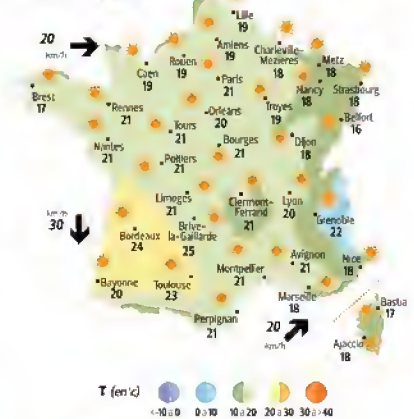 Lille
19
20
km/h
Amiens
19
Charleville-
Mezieres
18
Rouen
19
Metz
18
Caen
19
Paris
21
Nancy
18
Strasbourg
18
Brest
17
Rennes
21
Orleans
20
Troyes
19
Belfort
16
Tours
21
Nantes
21
Bourges
21
Dijon
18
Poitiers
21
Limoges
21
Clermont-
Ferrand
21
Lyon
20
km/h
30
Bordeaux
24
Brive-
la-Gaillarde
25
Grenoble
22
Avignon
21
Nice
18
Montpellier
21
Bayonne
20
Toulouse
23
Marseille
18
Bastia
17
Perpignan
21
20
km/h
Ajaccio
18
T (en°c)
<-10 à 0
0 à 10
10 à 20
20 à 30
30 à >40